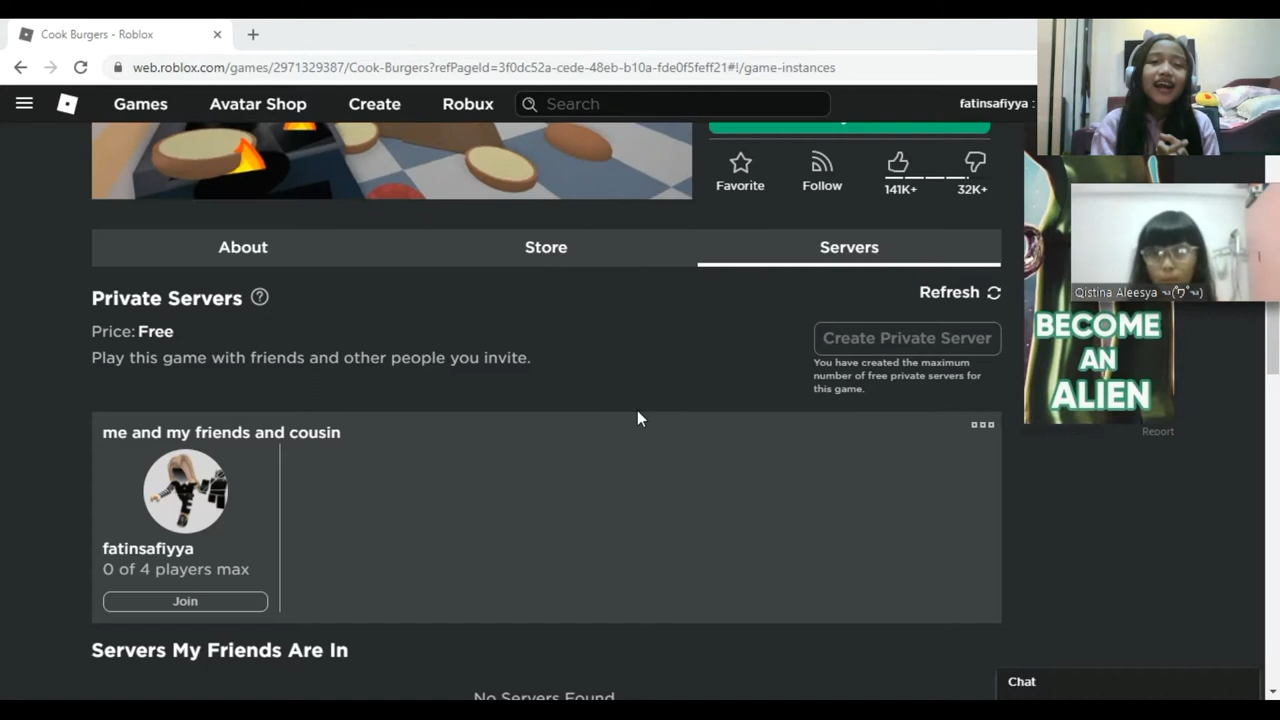 Cook Burgers - Roblox
web.roblox.com/games/2971329387/Cook-Burgers?refPageId=3f0dc52a-cede-48eb-b10a-fde0f5feff21#!/game-instances
Games
Avatar Shop
Create
Robux
Search
fatinsafiyya :
Favorite
Follow
141K+
32K+
About
Store
Servers
Private Servers
Refresh
Price: Free
Play this game with friends and other people you invite.
Create Private Server
You have created the maximum
number of free private servers for
this game.
me and my friends and cousin
fatinsafiyya
0 of 4 players max
Join
Servers My Friends Are In
No Servers Found
Qistina Aleesya
BECOME
AN
ALIEN
Report
Chat